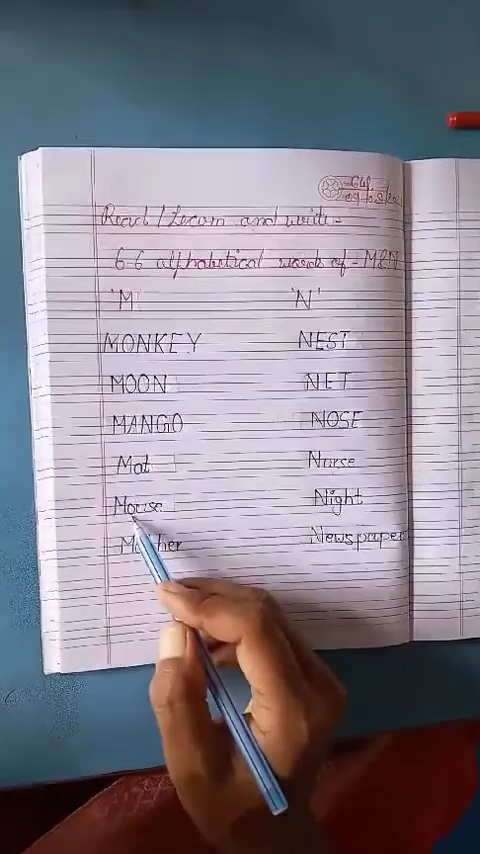 C.W.
Read / Learn and write -
6-6 alphabetical words of - M&N
'M' 'N'
MONKEY NEST
MOON NET
MANGO NOSE
Mat Nurse
Mouse Night
Mother Newspaper